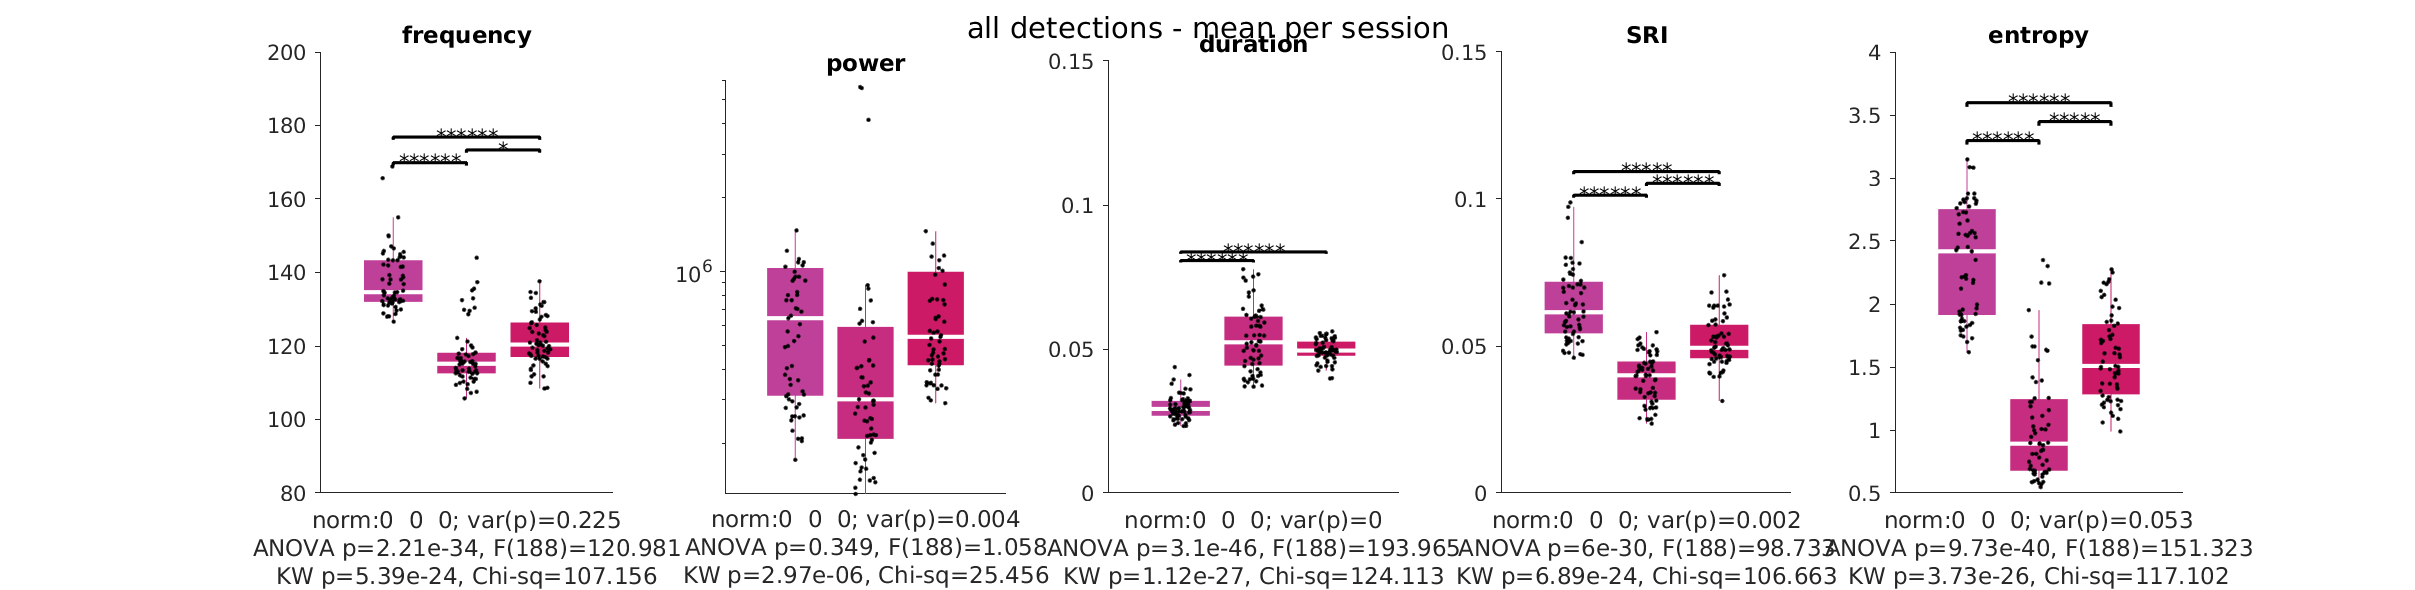 all detections - mean per session
frequency
power
duration
SRI
entropy
200
180
160
140
120
100
80
******
******
*
norm:0 0 0; var(p)=0.225
ANOVA p=2.21e-34, F(188)=120.981
KW p=5.39e-24, Chi-sq=107.156
10^6
norm:0 0 0; var(p)=0.004
ANOVA p=0.349, F(188)=1.058
KW p=2.97e-06, Chi-sq=25.456
0.15
0.1
0.05
0
******
******
norm:0 0 0; var(p)=0
ANOVA p=3.1e-46, F(188)=193.965
KW p=1.12e-27, Chi-sq=124.113
0.15
0.1
0.05
0
*****
******
******
norm:0 0 0; var(p)=0.002
ANOVA p=6e-30, F(188)=98.733
KW p=6.89e-24, Chi-sq=106.663
4
3.5
3
2.5
2
1.5
1
0.5
******
*****
******
norm:0 0 0; var(p)=0.053
ANOVA p=9.73e-40, F(188)=151.323
KW p=3.73e-26, Chi-sq=117.102